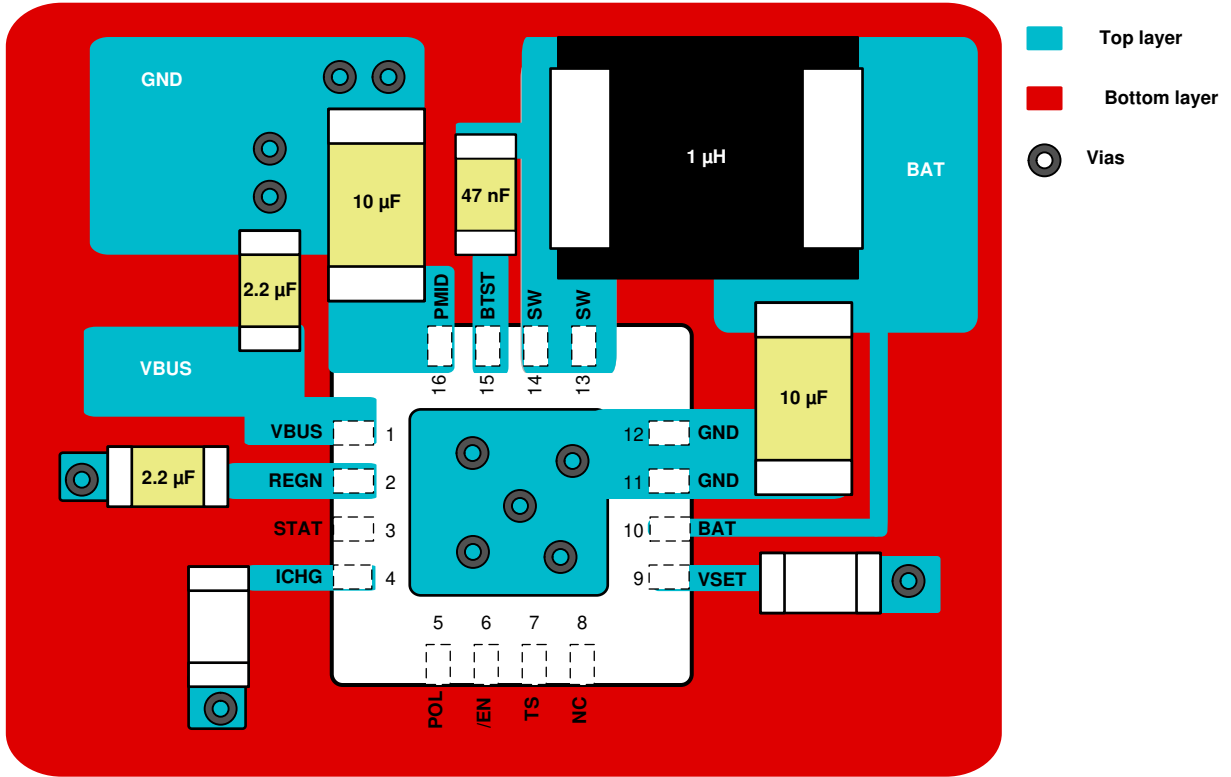 GND
1 µH
BAT
10 µF
47 nF
2.2 µF
PMID
BTST
SW
SW
VBUS
16
15
14
13
10 µF
VBUS
1
12
GND
2.2 µF
REGN
2
11
GND
STAT
3
10
BAT
ICHG
4
9
VSET
5
6
7
8
POL
/EN
TS
NC
Top layer
Bottom layer
Vias